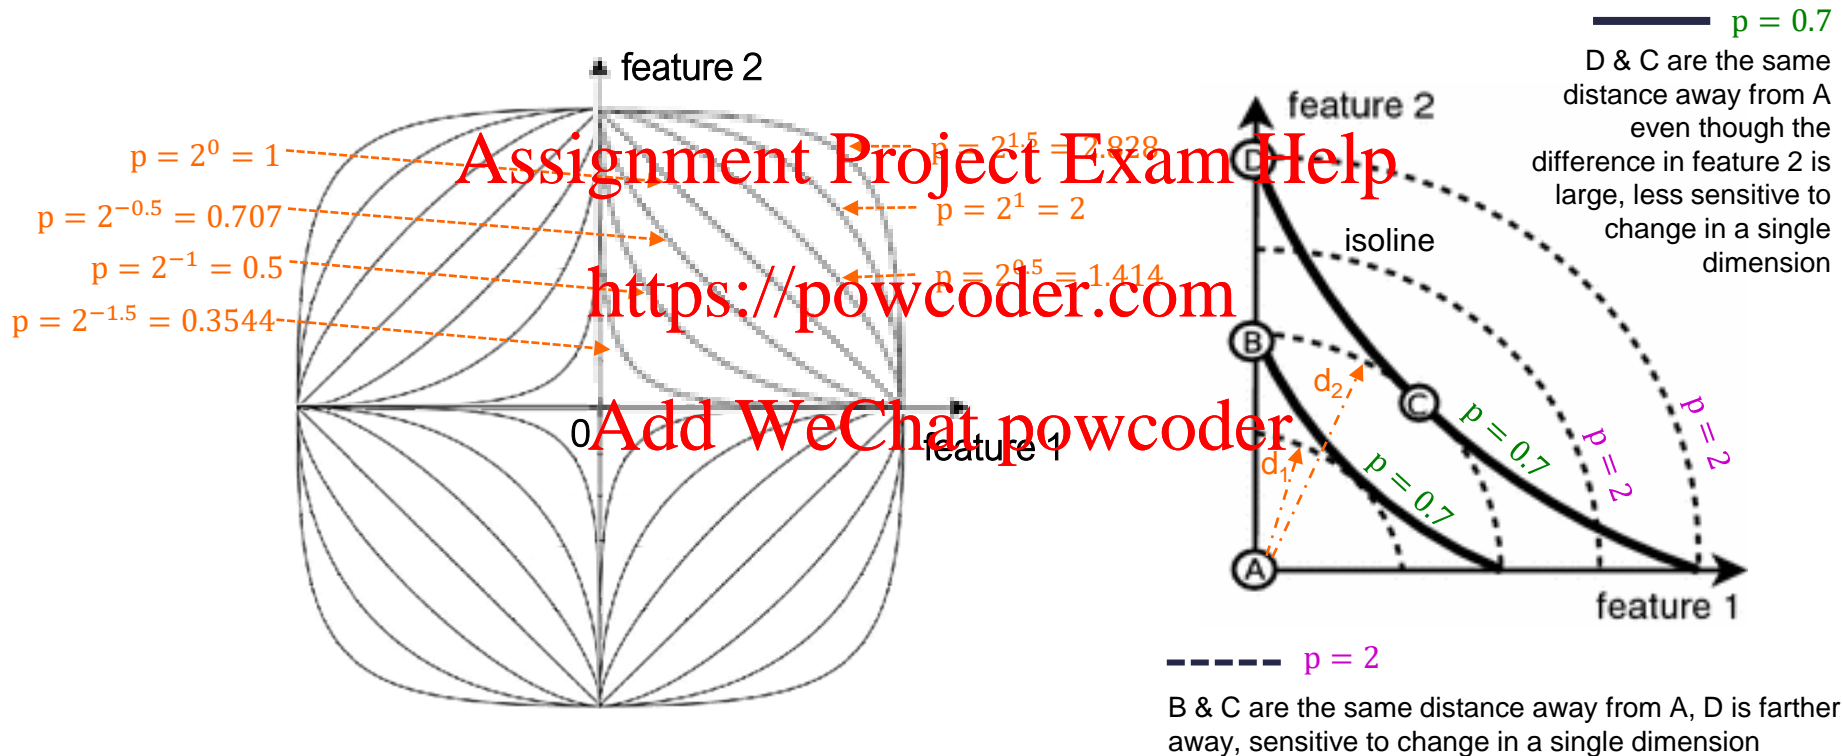 feature 2
p = 2⁰ = 1
p = 2⁻⁰·⁵ = 0.707
p = 2⁻¹ = 0.5
p = 2⁻¹·⁵ = 0.3544
p = 2¹·⁵ = 2.828
p = 2¹ = 2
p = 2⁰·⁵ = 1.414
0
feature 1
Assignment Project Exam Help
https://powcoder.com
Add WeChat powcoder
p = 0.7
D & C are the same
distance away from A
even though the
difference in feature 2 is
large, less sensitive to
change in a single
dimension
feature 2
D
isoline
B
d₂
C
d₁
p = 0.7
p = 0.7
p = 2
p = 2
A
feature 1
p = 2
B & C are the same distance away from A, D is farther
away, sensitive to change in a single dimension